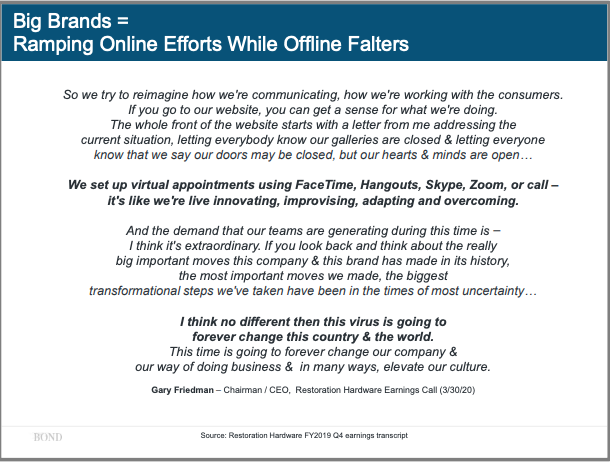 Big Brands =
Ramping Online Efforts While Offline Falters
So we try to reimagine how we're communicating, how we're working with the consumers.
If you go to our website, you can get a sense for what we're doing.
The whole front of the website starts with a letter from me addressing the
current situation, letting everybody know our galleries are closed & letting everyone
know that we say our doors may be closed, but our hearts & minds are open…
We set up virtual appointments using FaceTime, Hangouts, Skype, Zoom, or call –
it's like we're live innovating, improvising, adapting and overcoming.
And the demand that our teams are generating during this time is –
I think it's extraordinary. If you look back and think about the really
big important moves this company & this brand has made in its history,
the most important moves we made, the biggest
transformational steps we've taken have been in the times of most uncertainty…
I think no different then this virus is going to
forever change this country & the world.
This time is going to forever change our company &
our way of doing business & in many ways, elevate our culture.
Gary Friedman – Chairman / CEO, Restoration Hardware Earnings Call (3/30/20)
BOND
Source: Restoration Hardware FY2019 Q4 earnings transcript